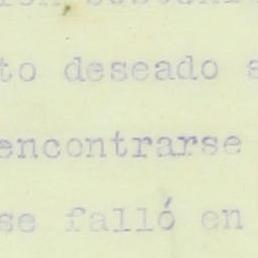 to deseado
encontrarse
se falló en